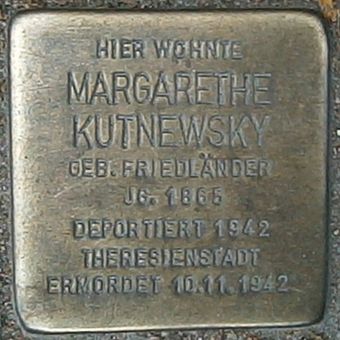 HIER WOHNTE
MARGARETHE
KUTNEWSKY
GEB. FRIEDLÄNDER
JG. 1865
DEPORTIERT 1942
THERESIENSTADT
ERMORDET 10.11.1942